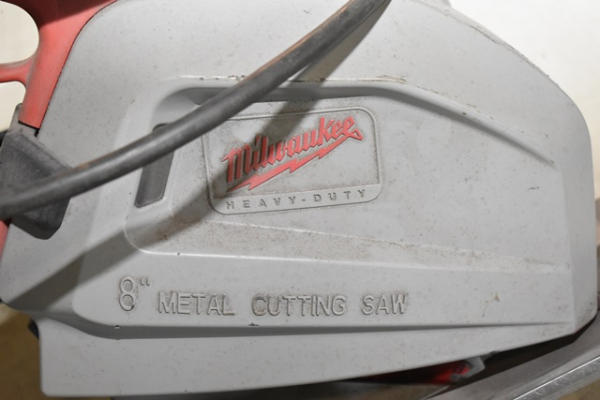 Milwaukee
HEAVY-DUTY
8" METAL CUTTING SAW